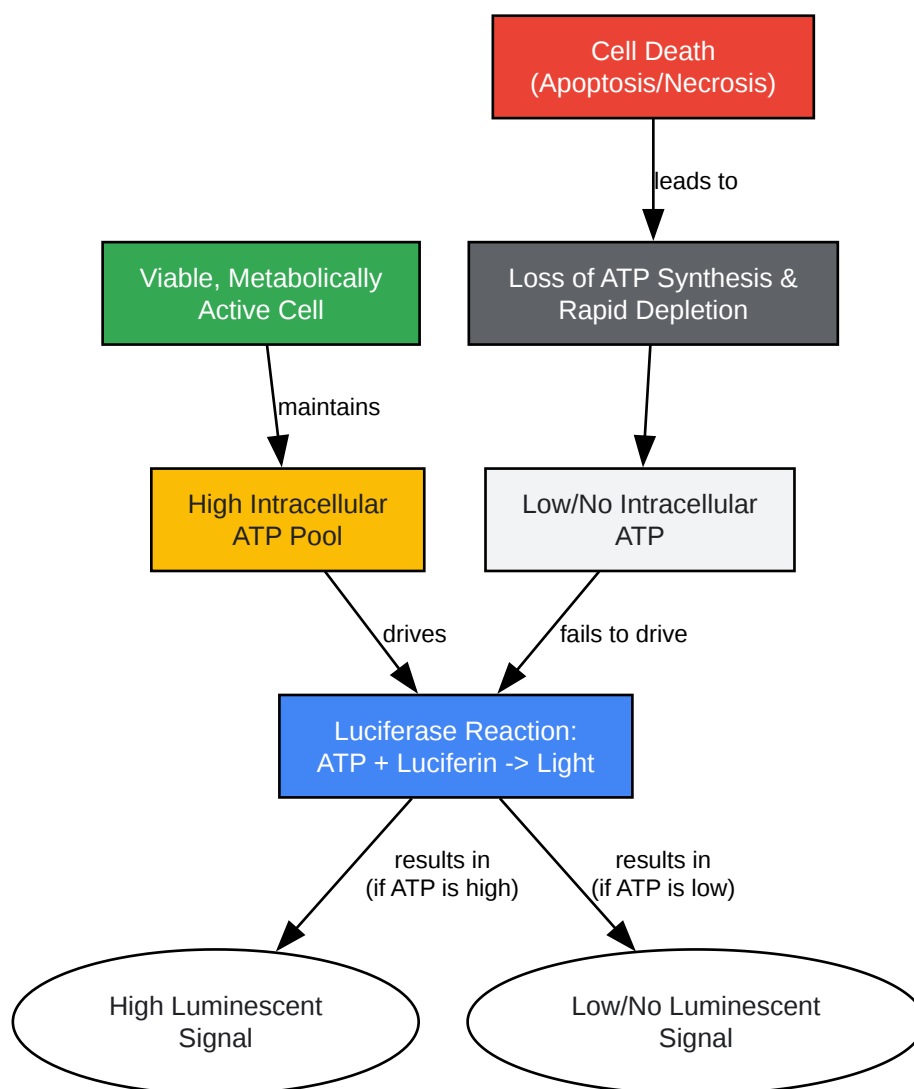 Cell Death
(Apoptosis/Necrosis)
leads to
Viable, Metabolically
Active Cell
Loss of ATP Synthesis &
Rapid Depletion
maintains
High Intracellular
ATP Pool
Low/No Intracellular
ATP
drives
fails to drive
Luciferase Reaction:
ATP + Luciferin -> Light
results in
(if ATP is high)
results in
(if ATP is low)
High Luminescent
Signal
Low/No Luminescent
Signal